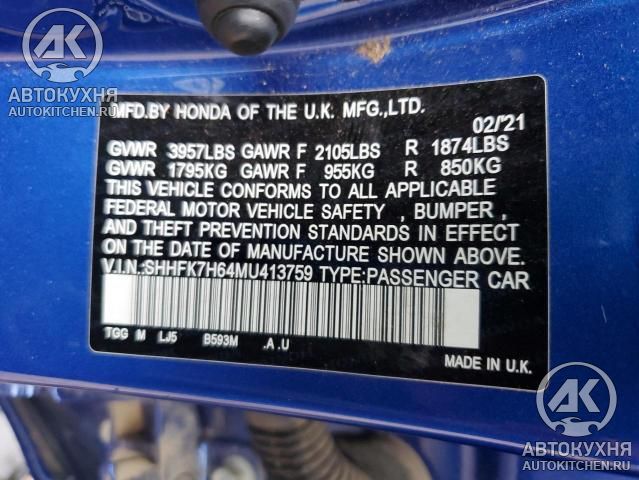 AK
АВТОКУХНЯ
AUTOKITCHEN.RU
MFD.BY HONDA OF THE U.K. MFG.,LTD.
02/'21
GVWR 3957LBS GAWR F 2105LBS R 1874LBS
GVWR 1795KG GAWR F 955KG R 850KG
THIS VEHICLE CONFORMS TO ALL APPLICABLE
FEDERAL MOTOR VEHICLE SAFETY , BUMPER ,
AND THEFT PREVENTION STANDARDS IN EFFECT
ON THE DATE OF MANUFACTURE SHOWN ABOVE.
V.I.N.:SHHFK7H64MU413759 TYPE:PASSENGER CAR
TGG M LJ5 B593M .A .U
MADE IN U.K.
AK
АВТОКУХНЯ
AUTOKITCHEN.RU